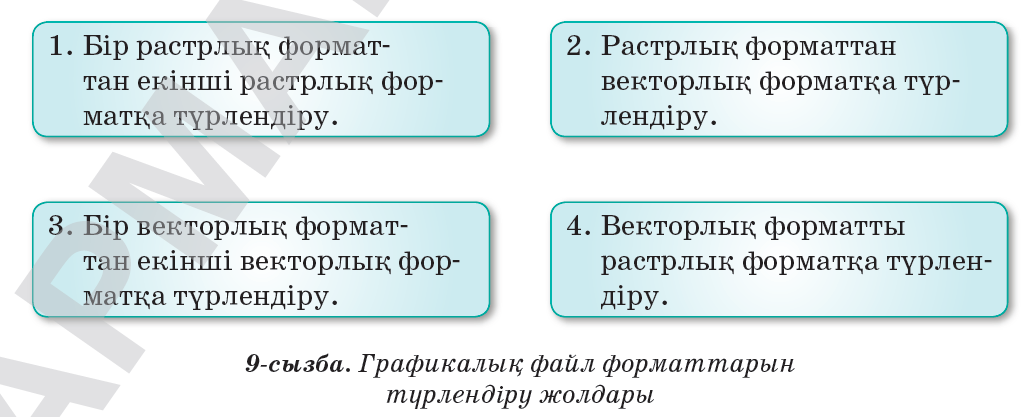 1. Бір растрлық формат-
тан екінші растрлық фор-
матқа түрлендіру.
2. Растрлық форматтан
векторлық форматқа түр-
лендіру.
3. Бір векторлық формат-
тан екінші векторлық фор-
матқа түрлендіру.
4. Векторлық форматты
растрлық форматқа түрлен-
діру.
9-сызба. Графикалық файл форматтарын
түрлендіру жолдары